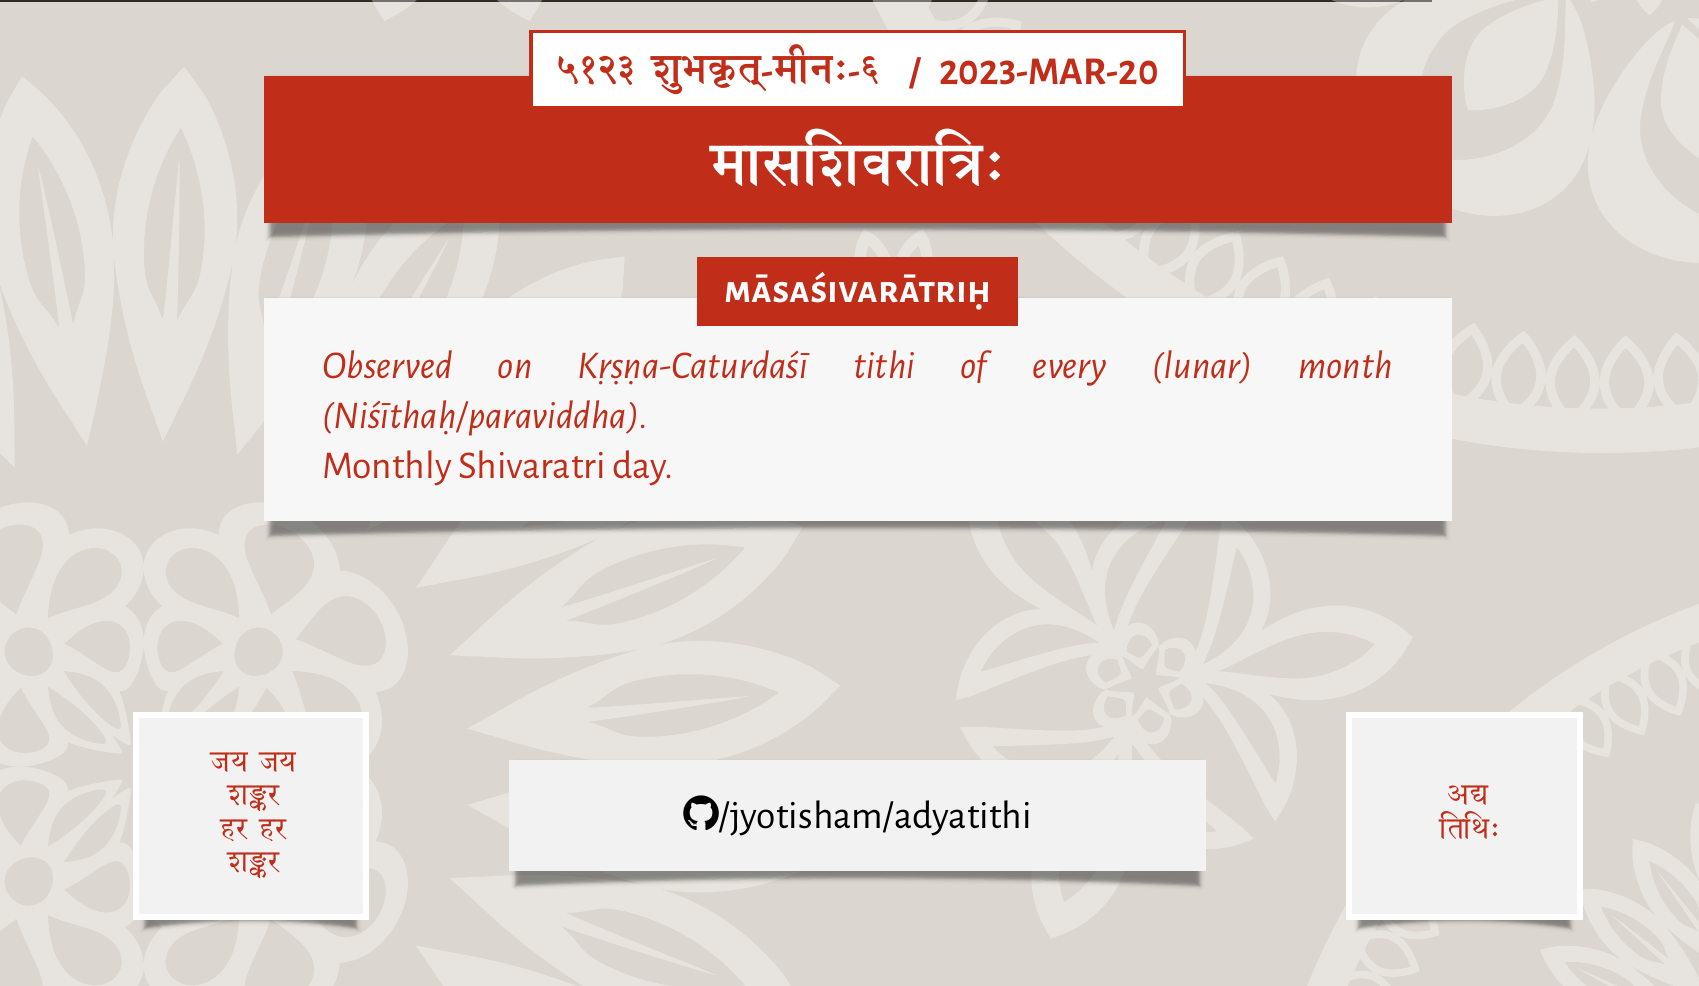 ५१२३ शुभकृत्-मीनः-६ / 2023-MAR-20
मासशिवरात्रिः
MĀSAŚIVARĀTRIḤ
Observed on Kṛṣṇa-Caturdaśī tithi of every (lunar) month
(Niśīthaḥ/paraviddha).
Monthly Shivaratri day.
जय जय
शङ्कर
हर हर
शङ्कर
/jyotisham/adyatithi
अद्य
तिथिः